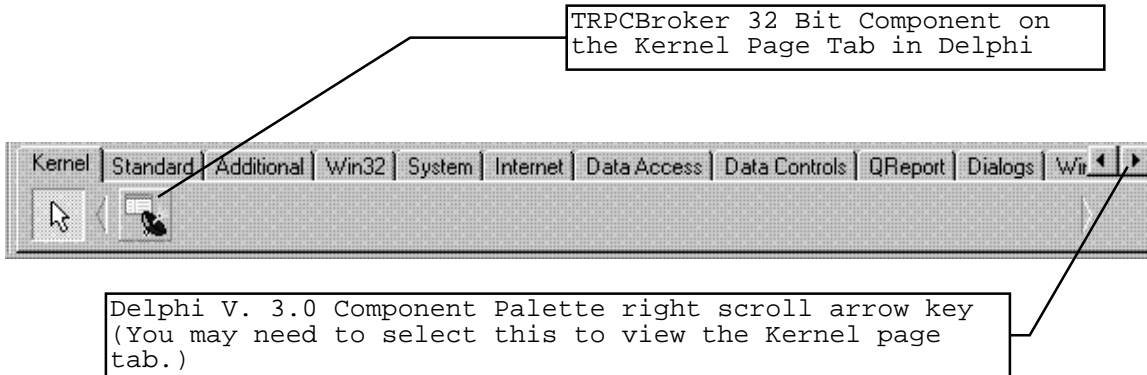 TRPCBroker 32 Bit Component on
the Kernel Page Tab in Delphi
Kernel Standard Additional Win32 System Internet Data Access Data Controls QReport Dialogs
Delphi V. 3.0 Component Palette right scroll arrow key
(You may need to select this to view the Kernel page
tab.)